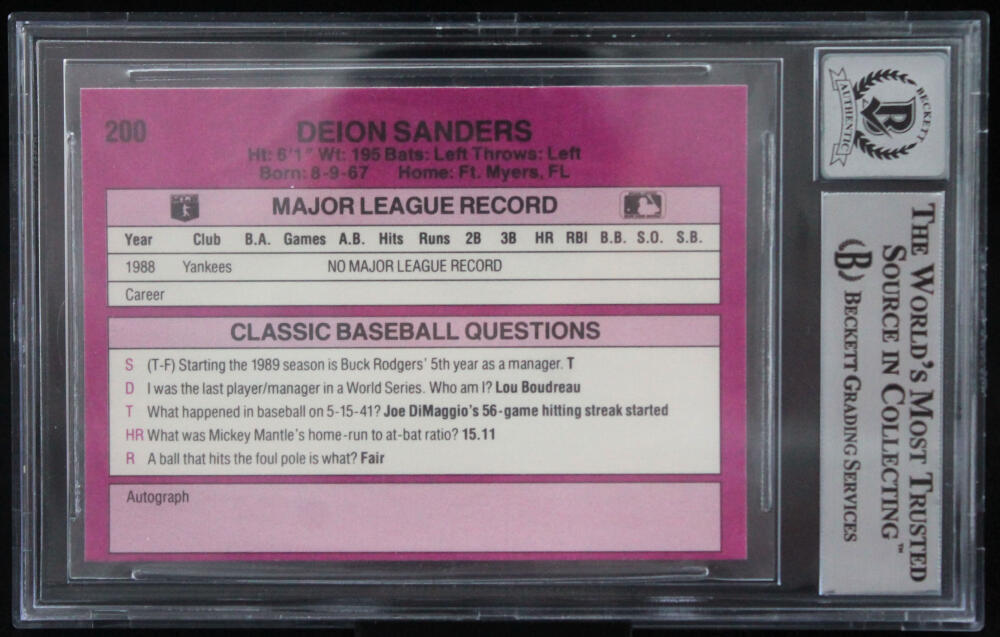 200
DEION SANDERS
Ht: 6'1" Wt: 195 Bats: Left Throws: Left
Born: 8-9-67 Home: Ft. Myers, FL
MAJOR LEAGUE RECORD
Year Club B.A. Games A.B. Hits Runs 2B 3B HR RBI B.B. S.O. S.B.
1988 Yankees NO MAJOR LEAGUE RECORD
Career
CLASSIC BASEBALL QUESTIONS
S (T-F) Starting the 1989 season is Buck Rodgers' 5th year as a manager. T
D I was the last player/manager in a World Series. Who am I? Lou Boudreau
T What happened in baseball on 5-15-41? Joe DiMaggio's 56-game hitting streak started
HR What was Mickey Mantle's home-run to at-bat ratio? 15.11
R A ball that hits the foul pole is what? Fair
Autograph
BECKETT
B
AUTHENTIC
THE WORLD'S MOST TRUSTED
SOURCE IN COLLECTING™
B BECKETT GRADING SERVICES